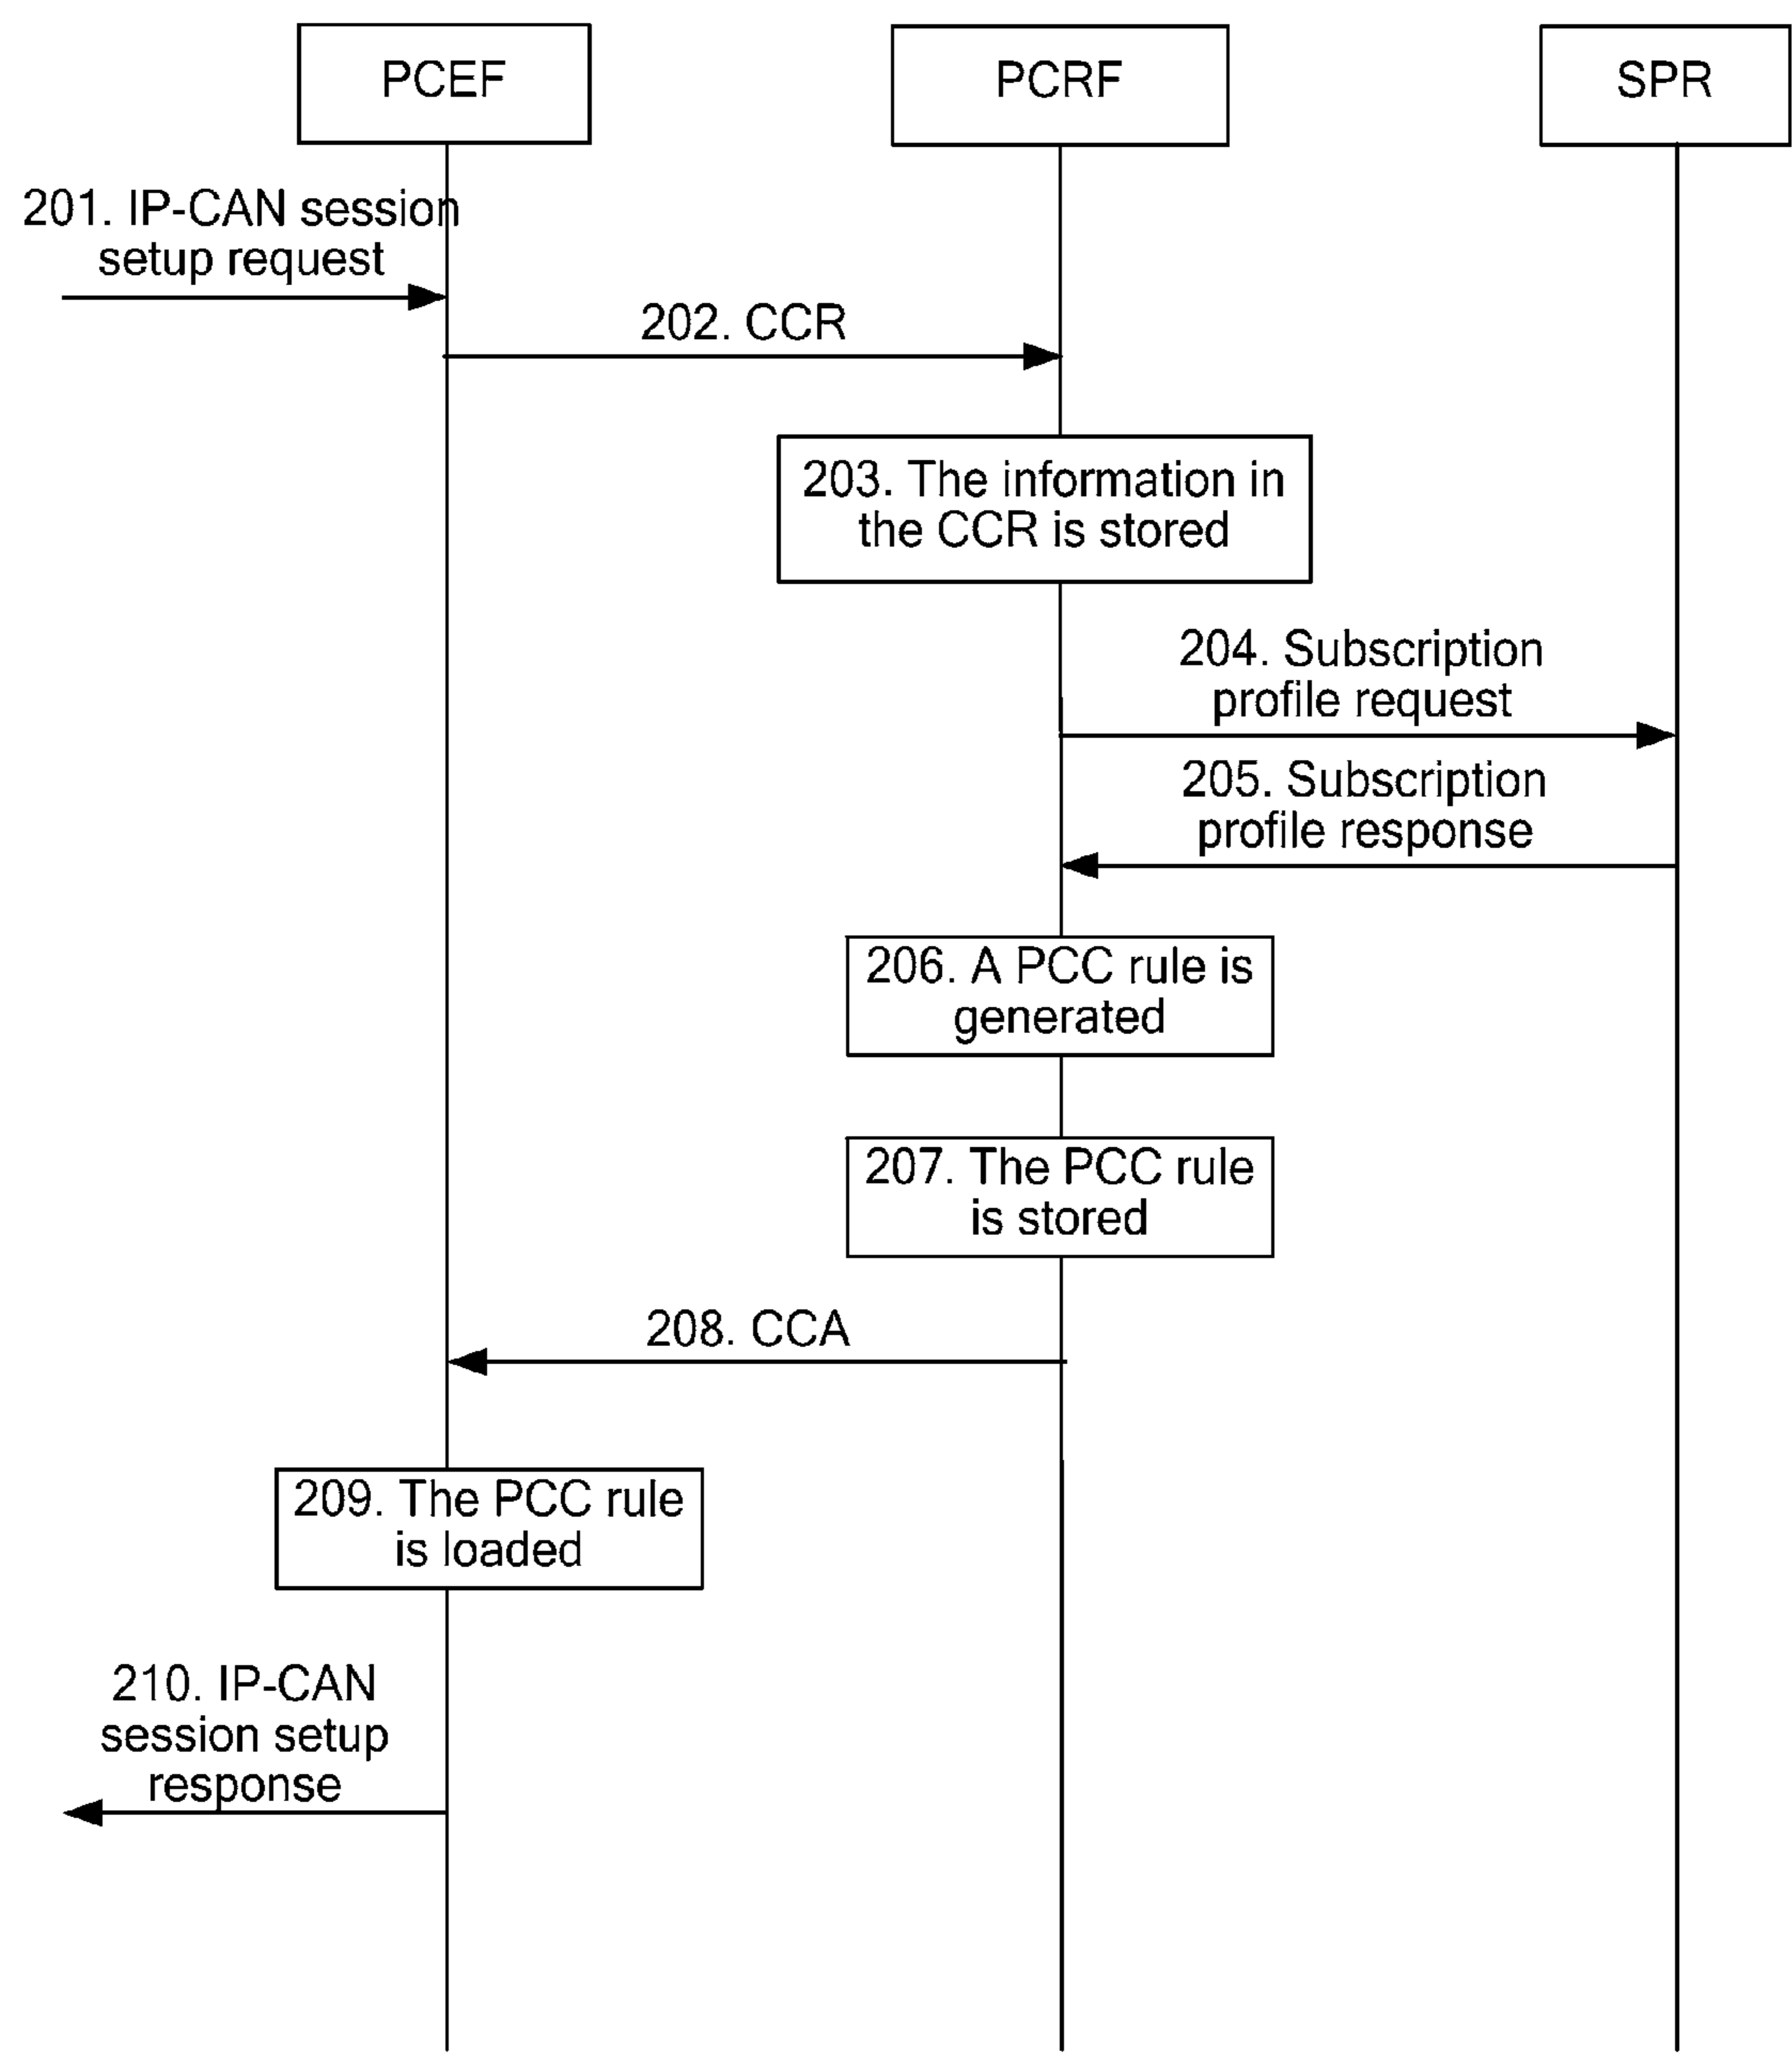 PCEF
PCRF
SPR
201. IP-CAN session
setup request
202. CCR
203. The information in
the CCR is stored
204. Subscription
profile request
205. Subscription
profile response
206. A PCC rule is
generated
207. The PCC rule
is stored
208. CCA
209. The PCC rule
is loaded
210. IP-CAN
session setup
response